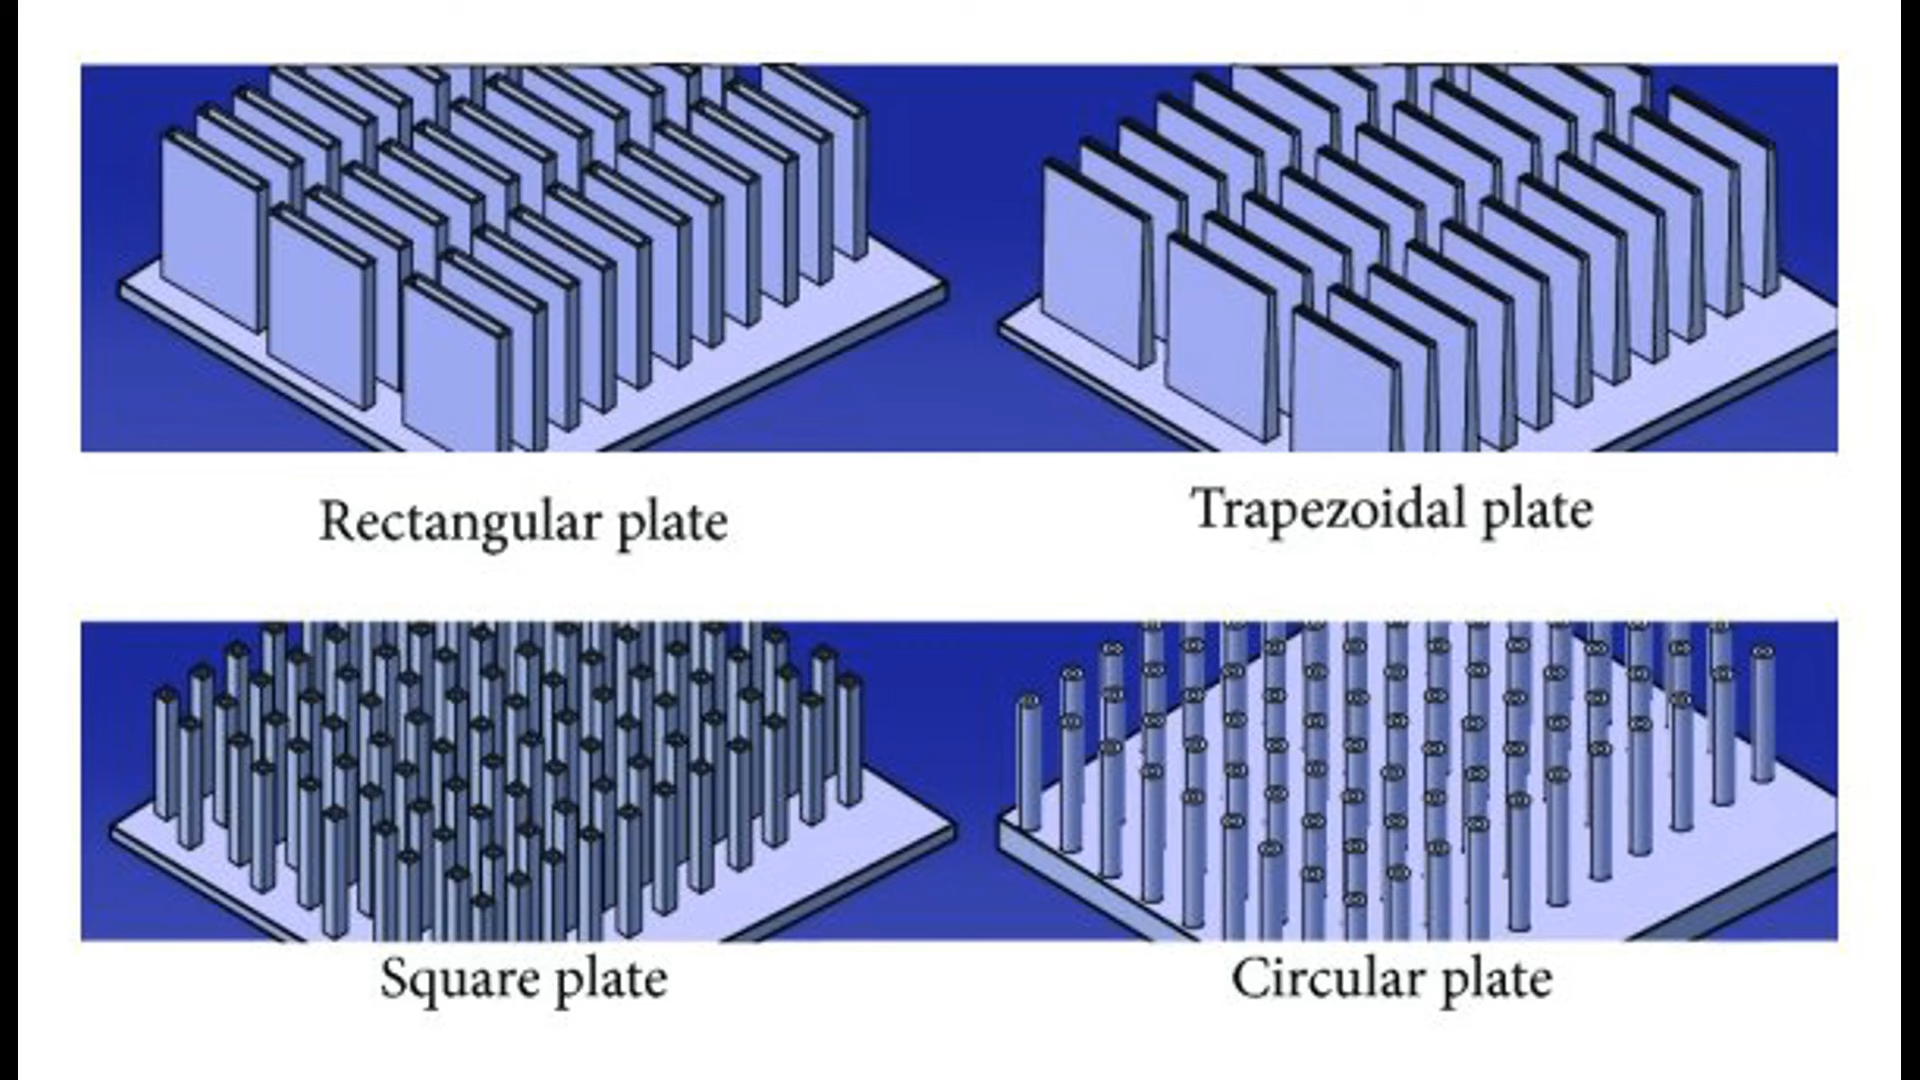 Rectangular plate
Trapezoidal plate
Square plate
Circular plate